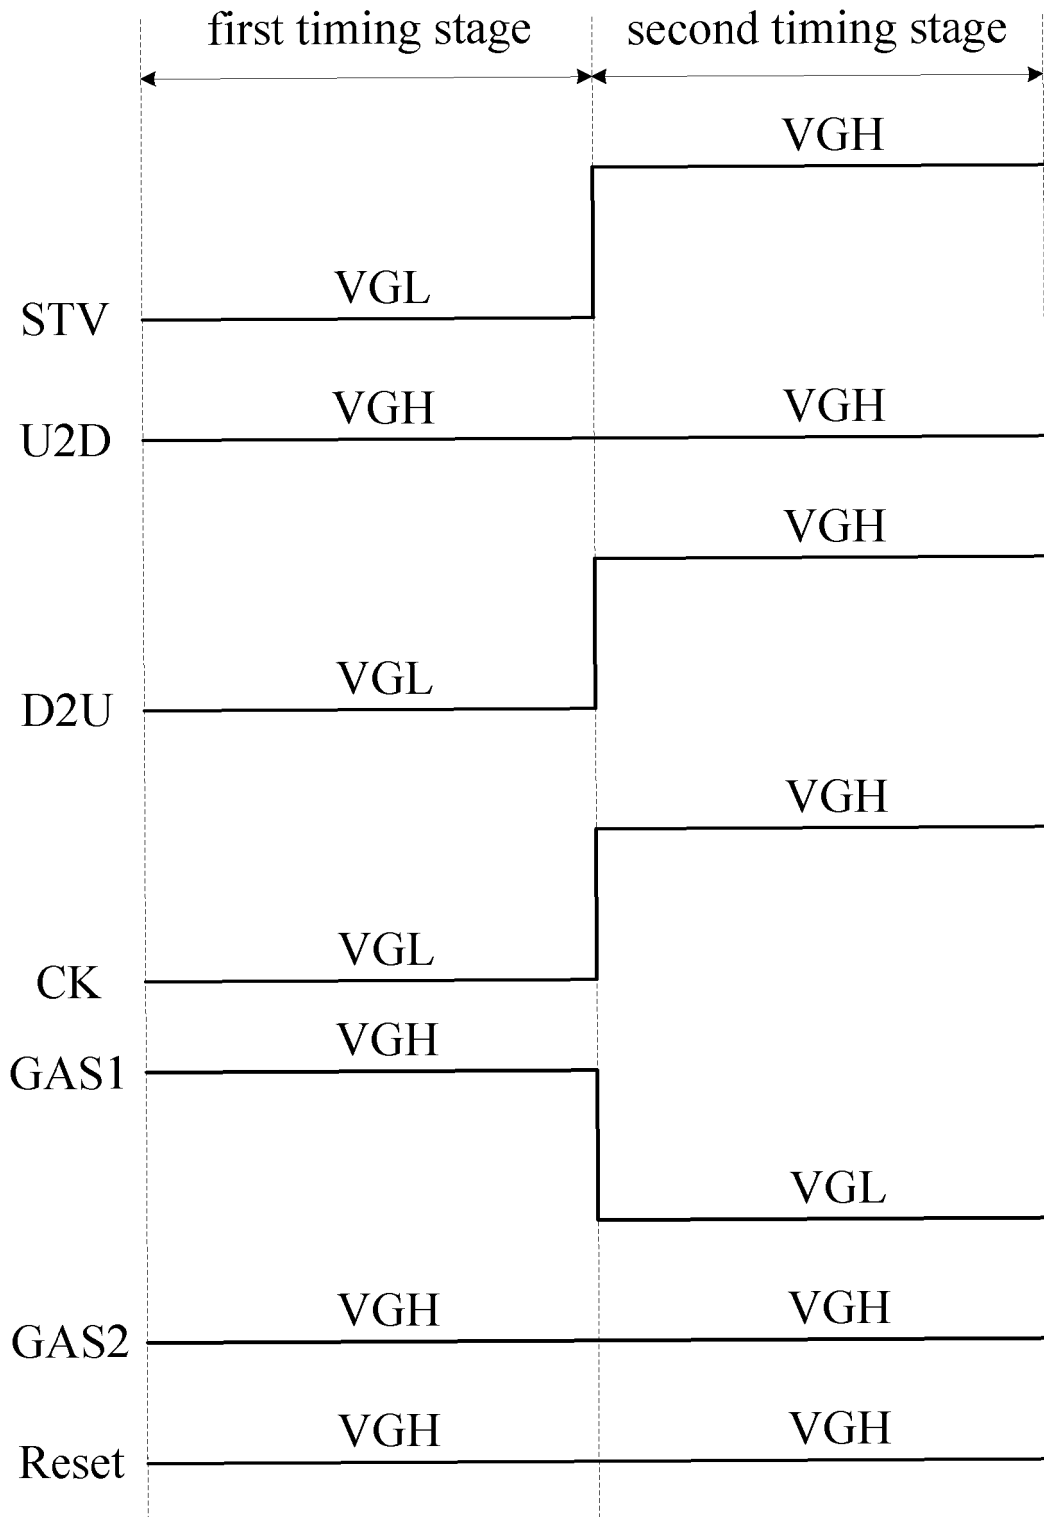 first timing stage second timing stage
VGH
VGL
STV
VGH VGH
U2D
VGH
VGL
D2U
VGH
VGL
CK
VGH
GAS1
VGL
VGH VGH
GAS2
VGH VGH
Reset